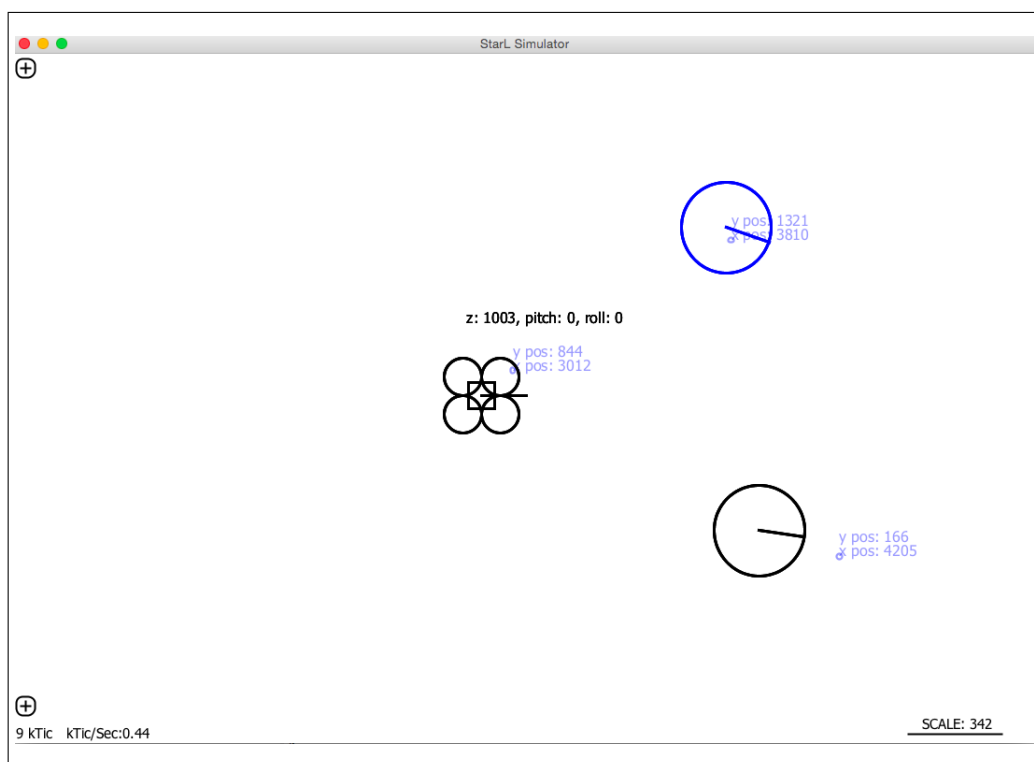 StarL Simulator
y pos: 1321
x pos: 3810
z: 1003, pitch: 0, roll: 0
y pos: 844
x pos: 3012
y pos: 166
x pos: 4205
SCALE: 342
9 kTic kTic/Sec:0.44